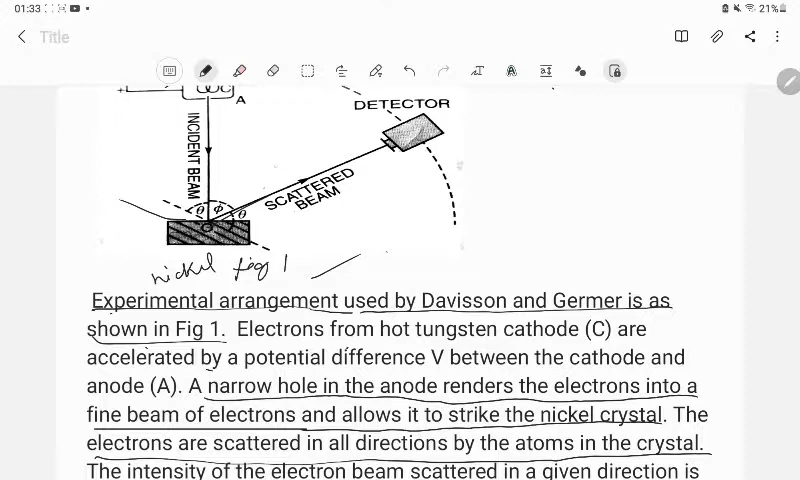 01:33
21%
Title
A
DETECTOR
INCIDENT BEAM
SCATTERED
BEAM
θ ϕ θ
C
nickel fig 1
Experimental arrangement used by Davisson and Germer is as
shown in Fig 1. Electrons from hot tungsten cathode (C) are
accelerated by a potential difference V between the cathode and
anode (A). A narrow hole in the anode renders the electrons into a
fine beam of electrons and allows it to strike the nickel crystal. The
electrons are scattered in all directions by the atoms in the crystal.
The intensity of the electron beam scattered in a given direction is